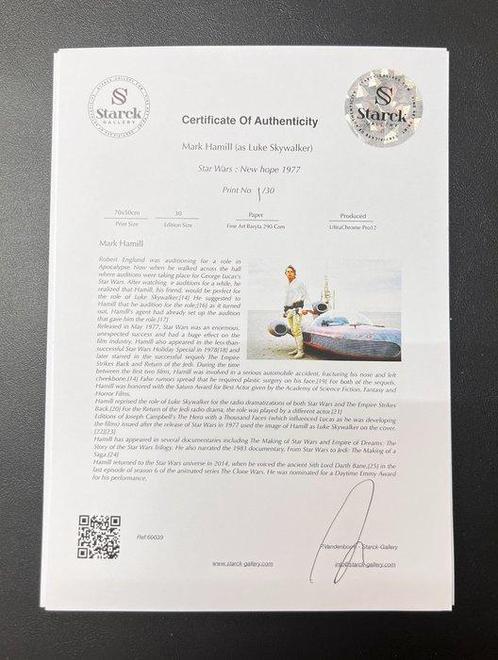 Starck
GALLERY
Starck
GALLERY
Certificate Of Authenticity
Mark Hamill (as Luke Skywalker)
Star Wars : New hope 1977
Print No 1/30
70x50cm 30 Paper Produced
Print Size Edition Size Fine Art Baryta 290 Gsm UltraChrome Pro12
Mark Hamill
Robert Englund was auditioning for a role in
Apocalypse Now when he walked across the hall
where auditions were taking place for George Lucas's
Star Wars. After watching auditions for a while, he
realized that Hamill, his friend, would be perfect for
the role of Luke Skywalker.[14] He suggested to
Hamill that he audition for the role;[16] as it turned
out, Hamill's agent had already set up the audition
that gave him the role.[17]
Released in May 1977, Star Wars was an enormous,
unexpected success and had a huge effect on the
film industry. Hamill also appeared in the less-than-
successful Star Wars Holiday Special in 1978[18] and
later starred in the successful sequels The Empire
Strikes Back and Return of the Jedi. During the time
between the first two films, Hamill was involved in a serious automobile accident, fracturing his nose and left
cheekbone.[14] False rumors spread that he required plastic surgery on his face.[19] For both of the sequels,
Hamill was honored with the Saturn Award for Best Actor given by the Academy of Science Fiction, Fantasy and
Horror Films.
Hamill reprised the role of Luke Skywalker for the radio dramatizations of both Star Wars and The Empire Strikes
Back.[20] For the Return of the Jedi radio drama, the role was played by a different actor.[21]
Editions of Joseph Campbell's The Hero with a Thousand Faces (which influenced Lucas as he was developing
the films) issued after the release of Star Wars in 1977 used the image of Hamill as Luke Skywalker on the cover.
[22][23]
Hamill has appeared in several documentaries including The Making of Star Wars and Empire of Dreams: The
Story of the Star Wars Trilogy. He also narrated the 1983 documentary, From Star Wars to Jedi: The Making of a
Saga.[24]
Hamill returned to the Star Wars universe in 2014, when he voiced the ancient Sith Lord Darth Bane,[25] in the
last episode of season 6 of the animated series The Clone Wars. He was nominated for a Daytime Emmy Award
for his performance.
Ref:60039
Vandenboom - Starck-Gallery
www.starck-gallery.com info@starck-gallery.com